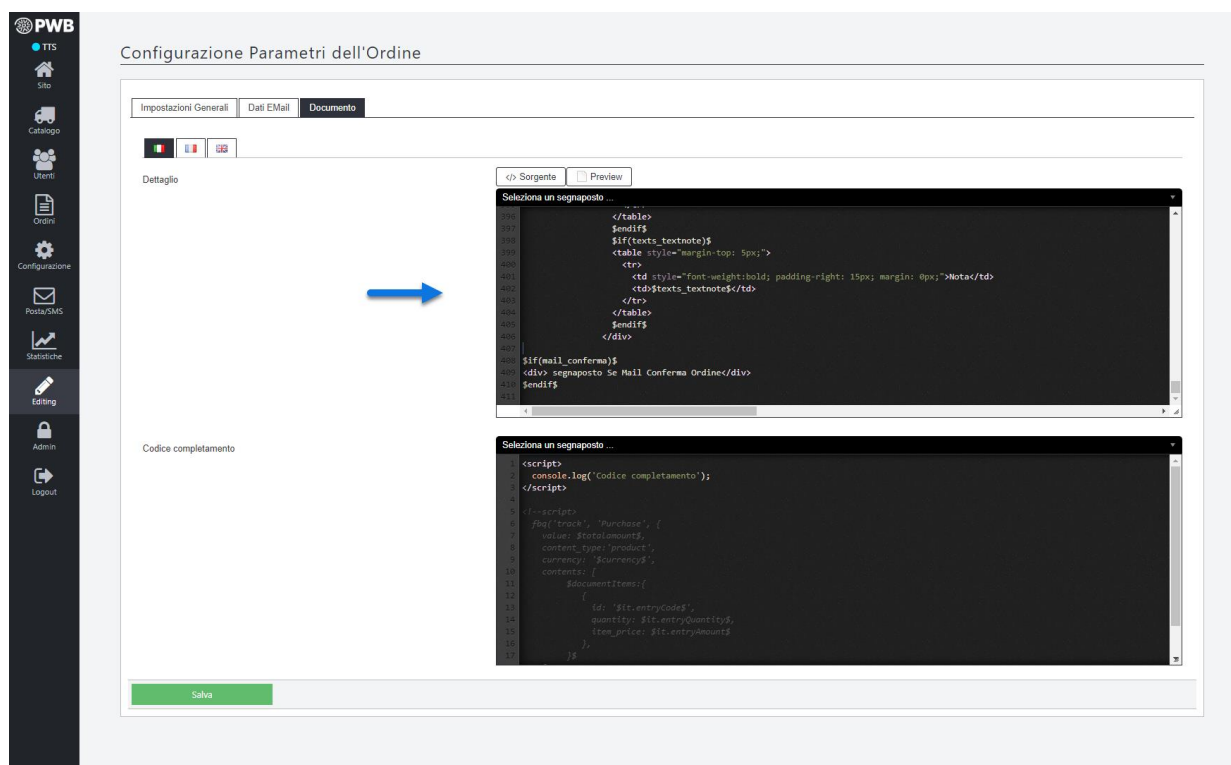 PWB
TTS
Sito
Catalogo
Utenti
Ordini
Configurazione
Posta/SMS
Statistiche
Editing
Admin
Logout
Configurazione Parametri dell'Ordine
Impostazioni Generali Dati EMail Documento
Dettaglio
</> Sorgente Preview
Seleziona un segnaposto ...
396 </table>
397 $endif$
398 $if(texts_textnote)$
399 <table style="margin-top: 5px;">
400 <tr>
401 <td style="font-weight:bold; padding-right: 15px; margin: 0px;">Nota</td>
402 <td>$texts_textnote$</td>
403 </tr>
404 </table>
405 $endif$
406 </div>
407
408 $if(mail_conferma)$
409 <div> segnaposto Se Mail Conferma Ordine</div>
410 $endif$
411
Codice completamento
Seleziona un segnaposto ...
1 <script>
2 console.log('Codice completamento');
3 </script>
4
5 <!--script>
6 fbq('track', 'Purchase', {
7 value: $totalamount$,
8 content_type:'product',
9 currency: '$currency$',
10 contents: [
11 $documentItems:{
12 {
13 id: '$it.entryCode$',
14 quantity: $it.entryQuantity$,
15 item_price: $it.entryAmount$
16 },
17 }$
Salva